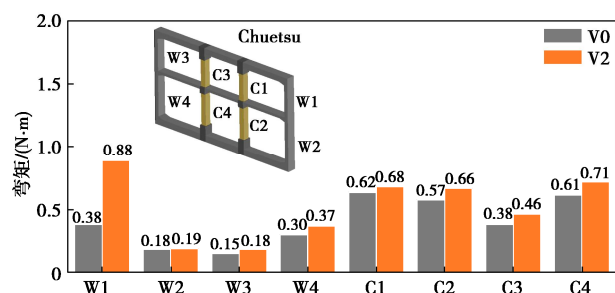 2.0
1.5
1.0
0.5
0
弯矩/(N·m)
Chuetsu
V0
V2
W3
C3
C1
W1
W4
C4
C2
W2
0.38
0.88
0.18
0.19
0.15
0.18
0.30
0.37
0.62
0.68
0.57
0.66
0.38
0.46
0.61
0.71
W1 W2 W3 W4 C1 C2 C3 C4